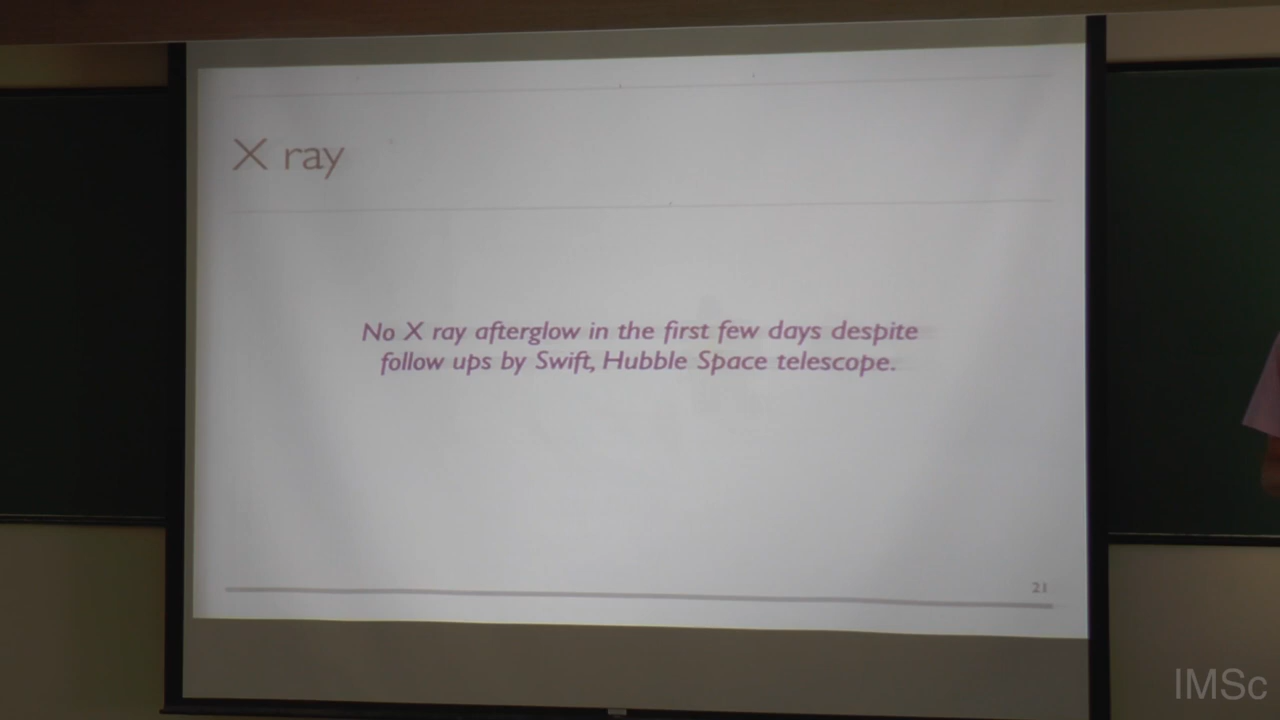 X ray
No X ray afterglow in the first few days despite
follow ups by Swift, Hubble Space telescope.
21
IMSc